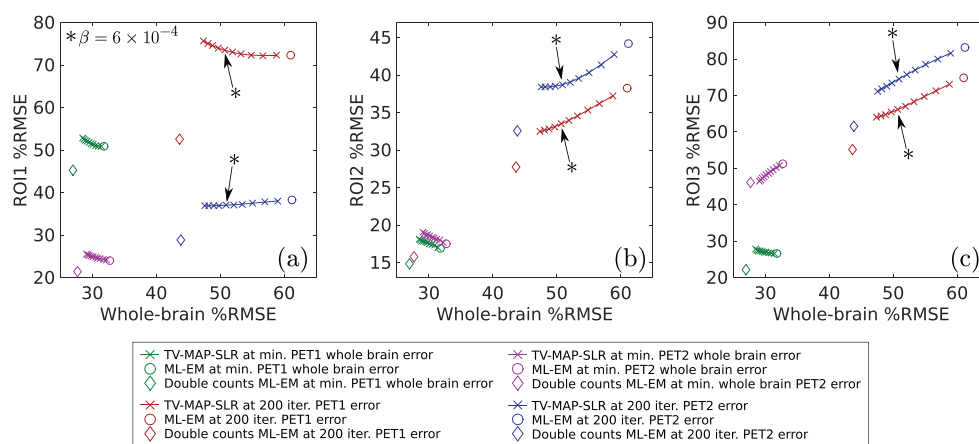 * β = 6 × 10⁻⁴
ROI1 %RMSE
90
80
70
60
50
40
30
20
30 40 50 60
Whole-brain %RMSE
*
*
(a)
ROI2 %RMSE
45
40
35
30
25
20
15
30 40 50 60
Whole-brain %RMSE
*
*
(b)
ROI3 %RMSE
90
80
70
60
50
40
30
20
30 40 50 60
Whole-brain %RMSE
*
*
(c)
TV-MAP-SLR at min. PET1 whole brain error
ML-EM at min. PET1 whole brain error
Double counts ML-EM at min. PET1 whole brain error
TV-MAP-SLR at 200 iter. PET1 error
ML-EM at 200 iter. PET1 error
Double counts ML-EM at 200 iter. PET1 error
TV-MAP-SLR at min. PET2 whole brain error
ML-EM at min. PET2 whole brain error
Double counts ML-EM at min. whole brain PET2 error
TV-MAP-SLR at 200 iter. PET2 error
ML-EM at 200 iter. PET2 error
Double counts ML-EM at 200 iter. PET2 error